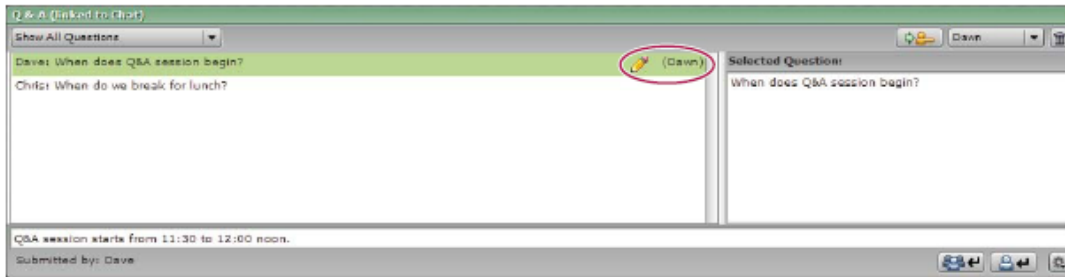 Q & A (linked to Chat)
Show All Questions
Dawn
Dave: When does Q&A session begin?
(Dawn)
Selected Question:
Chris: When do we break for lunch?
When does Q&A session begin?
Q&A session starts from 11:30 to 12:00 noon.
Submitted by: Dave